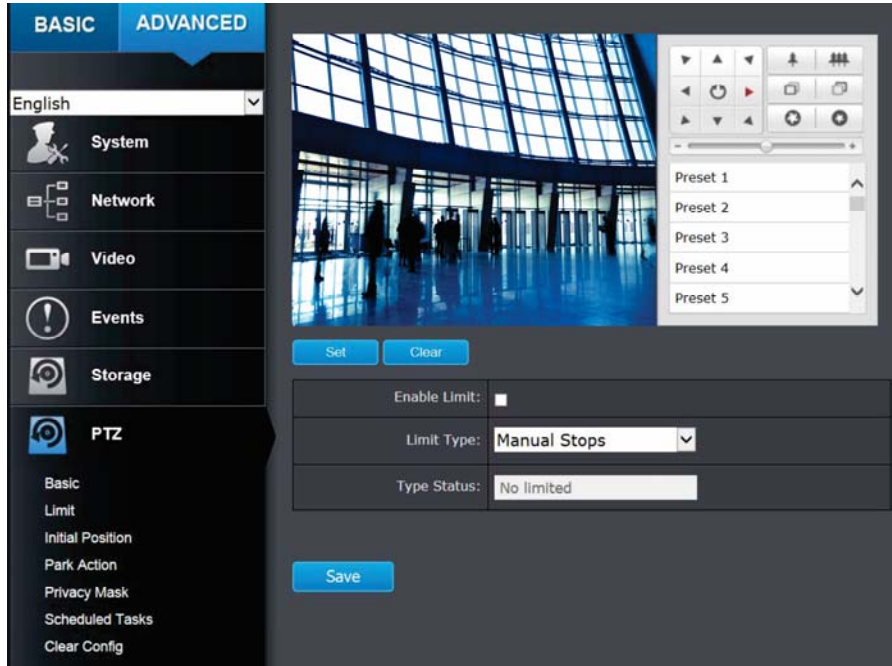 BASIC ADVANCED
English
System
Network
Video
Events
Storage
PTZ
Basic
Limit
Initial Position
Park Action
Privacy Mask
Scheduled Tasks
Clear Config
Preset 1
Preset 2
Preset 3
Preset 4
Preset 5
Set Clear
Enable Limit:
Limit Type: Manual Stops
Type Status: No limited
Save